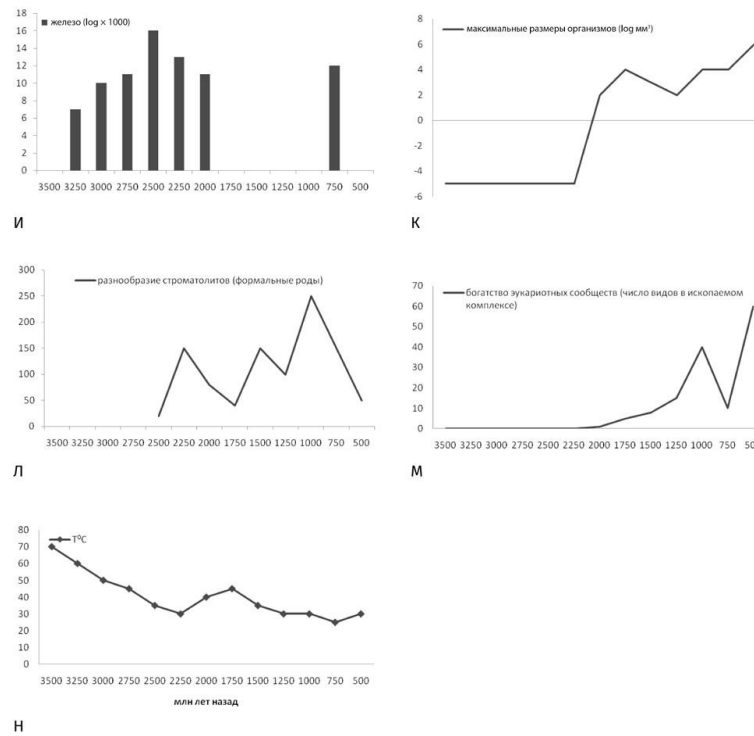 железо (log × 1000)
18
16
14
12
10
8
6
4
2
0
3500 3250 3000 2750 2500 2250 2000 1750 1500 1250 1000 750 500
И
максимальные размеры организмов (log мм³)
8
6
4
2
0
-2
-4
-6
К
разнообразие строматолитов (формальные роды)
300
250
200
150
100
50
0
3500 3250 3000 2750 2500 2250 2000 1750 1500 1250 1000 750 500
Л
богатство эукариотных сообществ (число видов в ископаемом
комплексе)
70
60
50
40
30
20
10
0
3500 3250 3000 2750 2500 2250 2000 1750 1500 1250 1000 750
М
T⁰C
80
70
60
50
40
30
20
10
0
3500 3250 3000 2750 2500 2250 2000 1750 1500 1250 1000 750 500
млн лет назад
Н